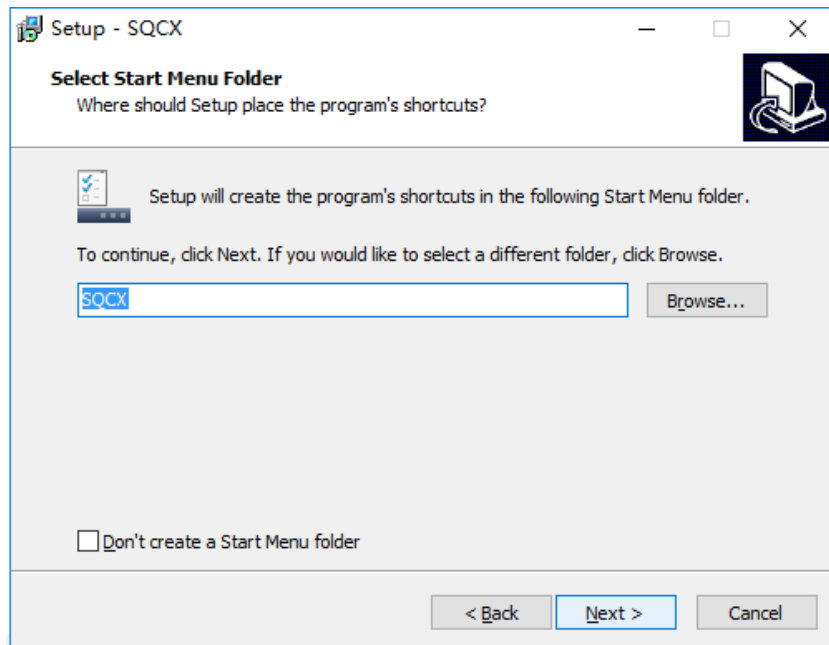 Setup - SQCX
Select Start Menu Folder
Where should Setup place the program's shortcuts?
Setup will create the program's shortcuts in the following Start Menu folder.
To continue, click Next. If you would like to select a different folder, click Browse.
SQCX
Browse...
Don't create a Start Menu folder
< Back
Next >
Cancel